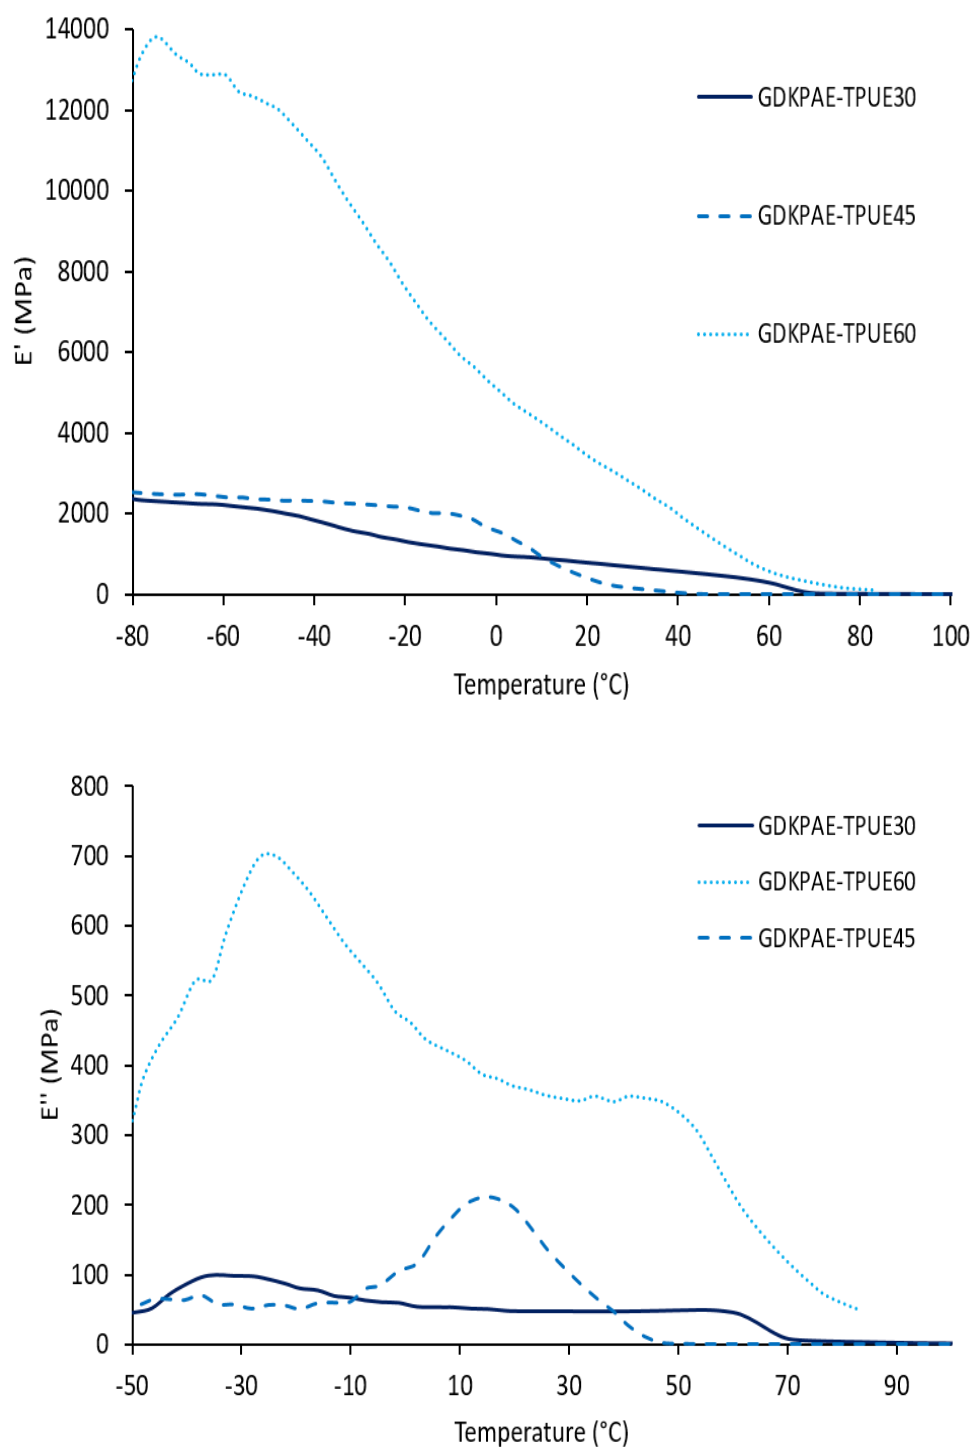 14000
12000
10000
8000
6000
4000
2000
0
E' (MPa)
GDKPAE-TPUE30
GDKPAE-TPUE45
GDKPAE-TPUE60
-80 -60 -40 -20 0 20 40 60 80 100
Temperature (°C)
800
700
600
500
400
300
200
100
0
E'' (MPa)
GDKPAE-TPUE30
GDKPAE-TPUE60
GDKPAE-TPUE45
-50 -30 -10 10 30 50 70 90
Temperature (°C)